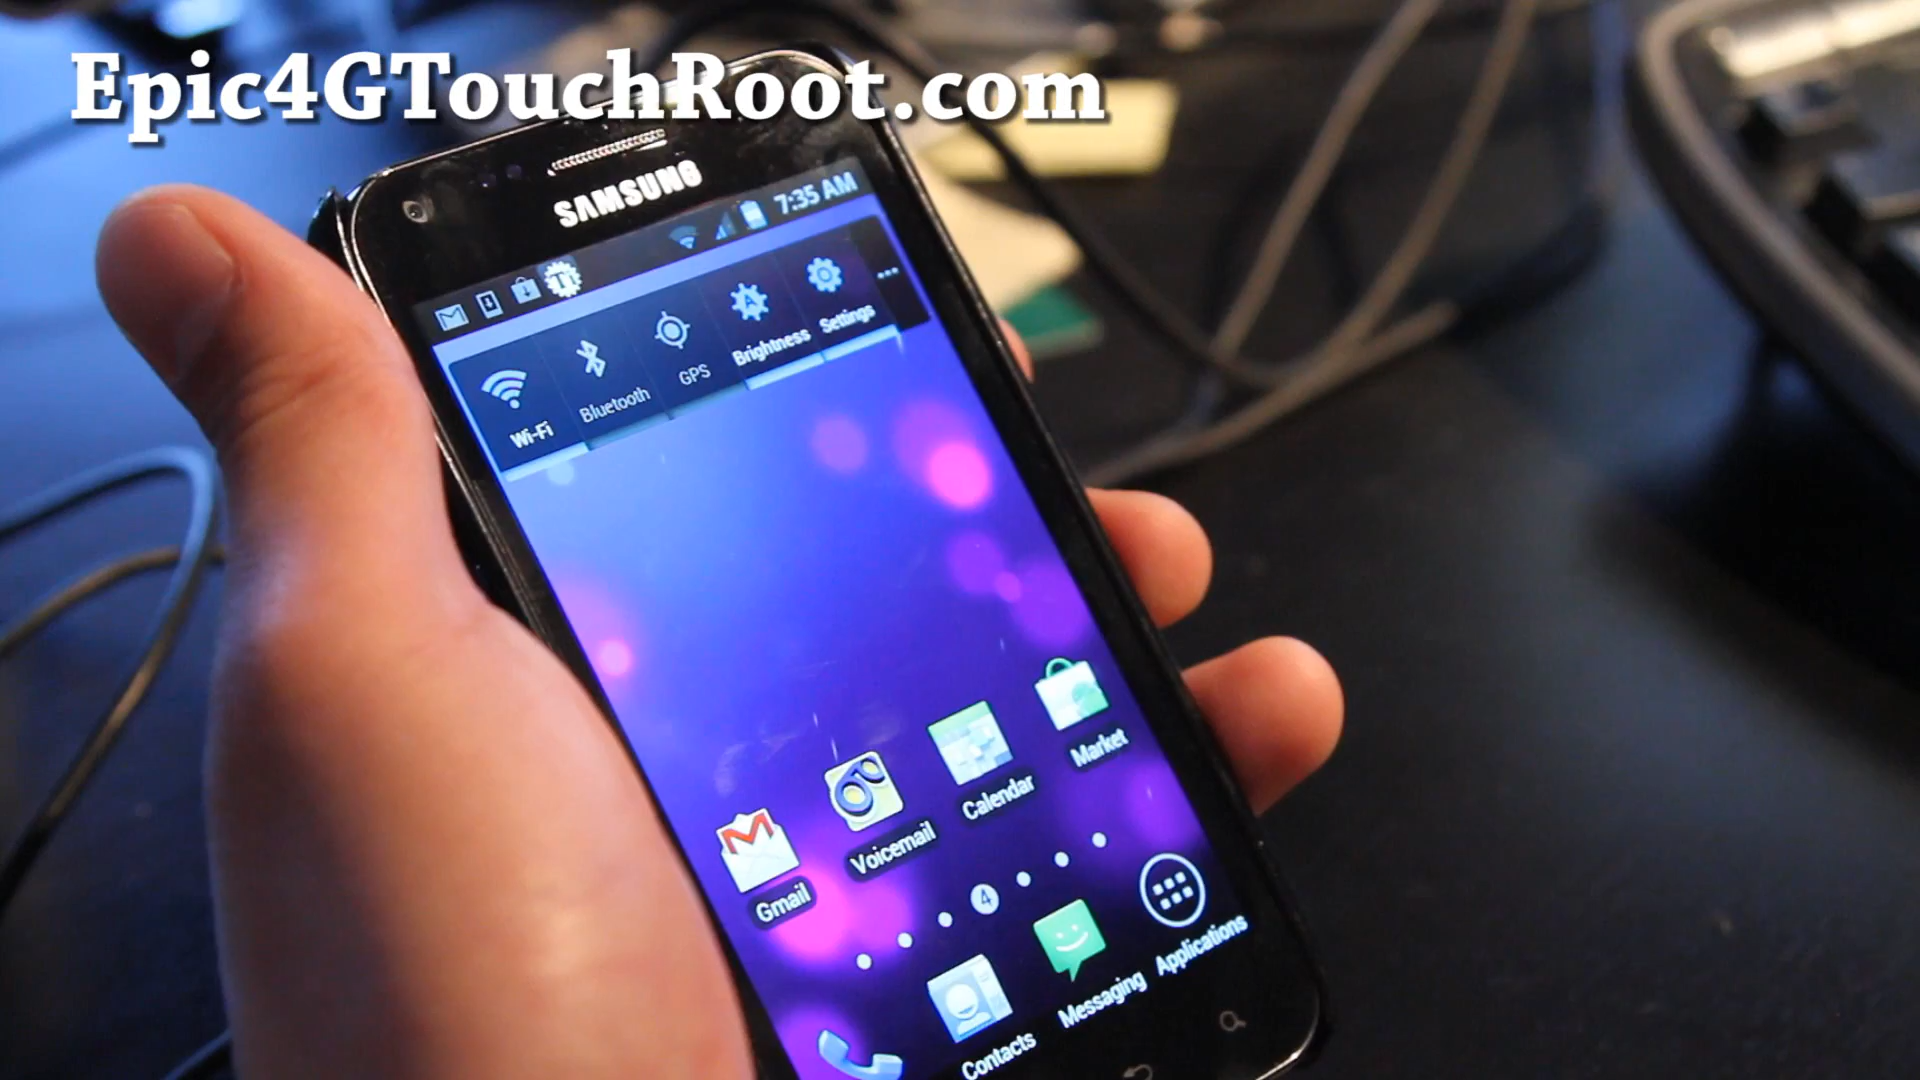 Epic4GTouchRoot.com
SAMSUNG
7:35 AM
Wi-Fi
Bluetooth
GPS
A
Brightness
Settings
Gmail
Voicemail
Calendar
Market
4
Contacts
Messaging
Applications